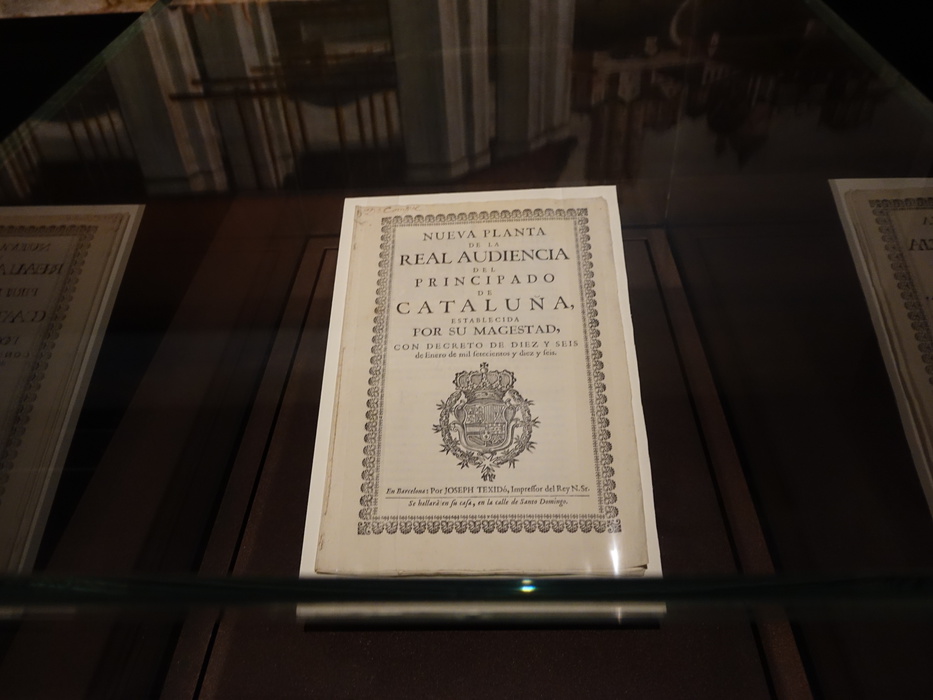 NUEVA PLANTA
DE LA
REAL AUDIENCIA
DEL
PRINCIPADO
DE
CATALUÑA,
ESTABLECIDA
POR SU MAGESTAD,
CON DECRETO DE DIEZ Y SEIS
de Enero de mil setecientos y diez y seis.
En Barcelona: Por JOSEPH TEXIDÓ, Impressor del Rey N. Sr.
Se hallarà en su casa, en la calle de Santo Domingo.